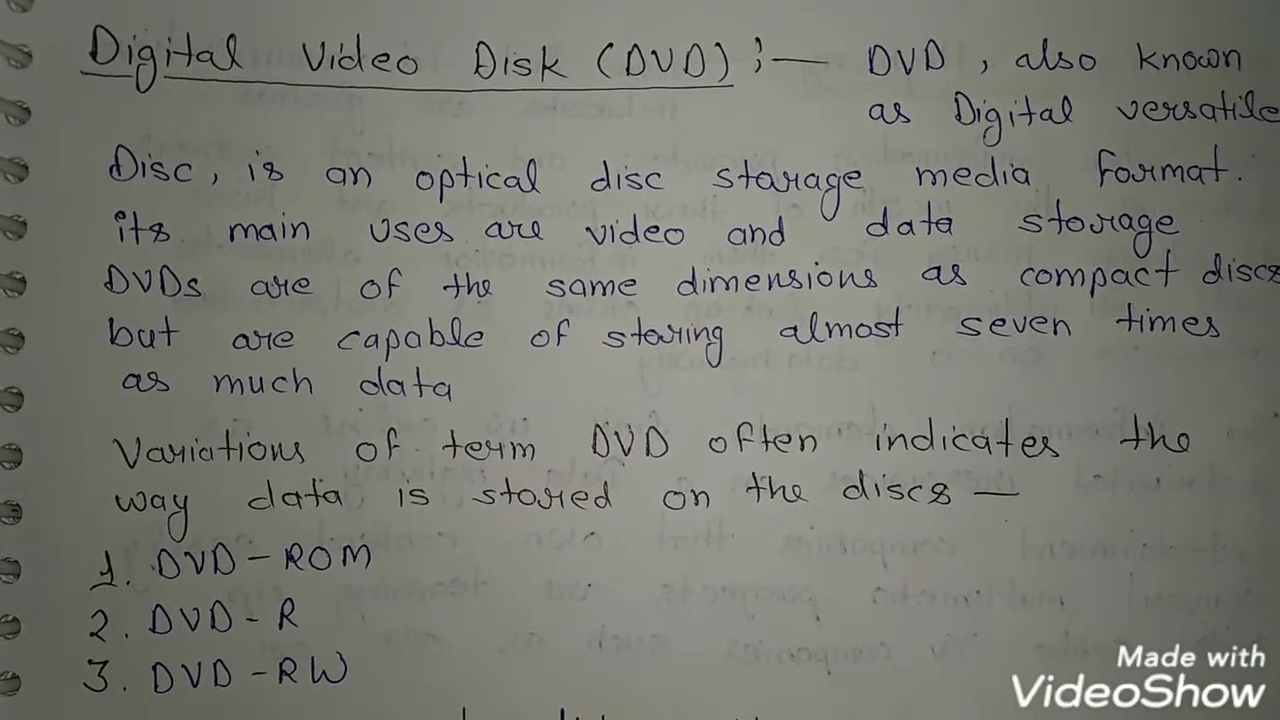 Digital Video Disk (DVD) :— DVD, also known
as Digital versatile
Disc, is an optical disc starage media format.
its main uses are video and data storage
DVDs are of the same dimensions as compact discs
but are capable of staring almost seven times
as much data
Variations of term DVD often indicates the
way data is stored on the discs —
1. DVD - ROM
2. DVD - R
3. DVD - RW
Made with
VideoShow